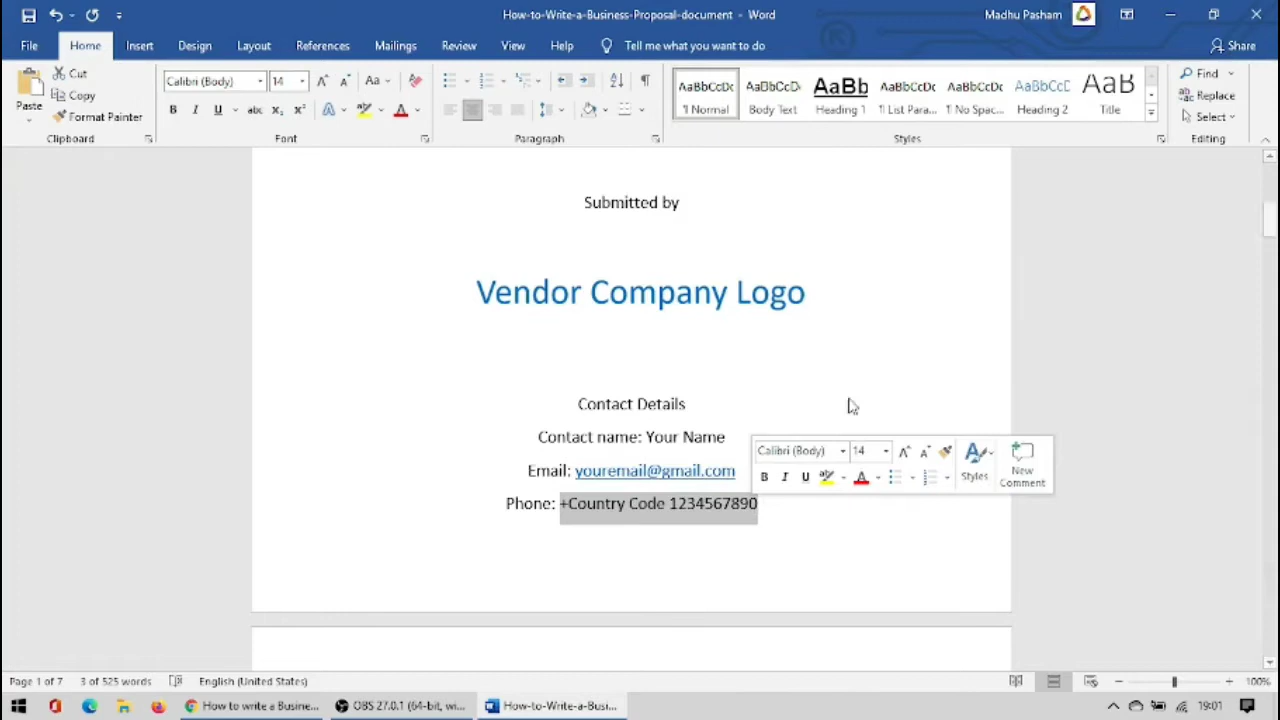 How-to-Write-a-Business-Proposal-document - Word
Madhu Pasham
File Home Insert Design Layout References Mailings Review View Help Tell me what you want to do Share
Paste
Cut
Copy
Format Painter
Clipboard
Calibri (Body) 14
Aa
B I U abc x₂ x² A ab A
Font
Paragraph
AaBbCcDc AaBbCcDc AaBb AaBbCcDc AaBbCcDc AaBbCcD AaB
¶ Normal Body Text Heading 1 ¶ List Para... ¶ No Spac... Heading 2 Title
Styles
Find
Replace
Select
Editing
Submitted by
Vendor Company Logo
Contact Details
Contact name: Your Name
Email: youremail@gmail.com
Phone: +Country Code 1234567890
Calibri (Body) 14
B I U
Styles
New
Comment
Page 1 of 7 3 of 525 words English (United States) 100%
How to write a Busine... OBS 27.0.1 (64-bit, wi... How-to-Write-a-Busi... 19:01